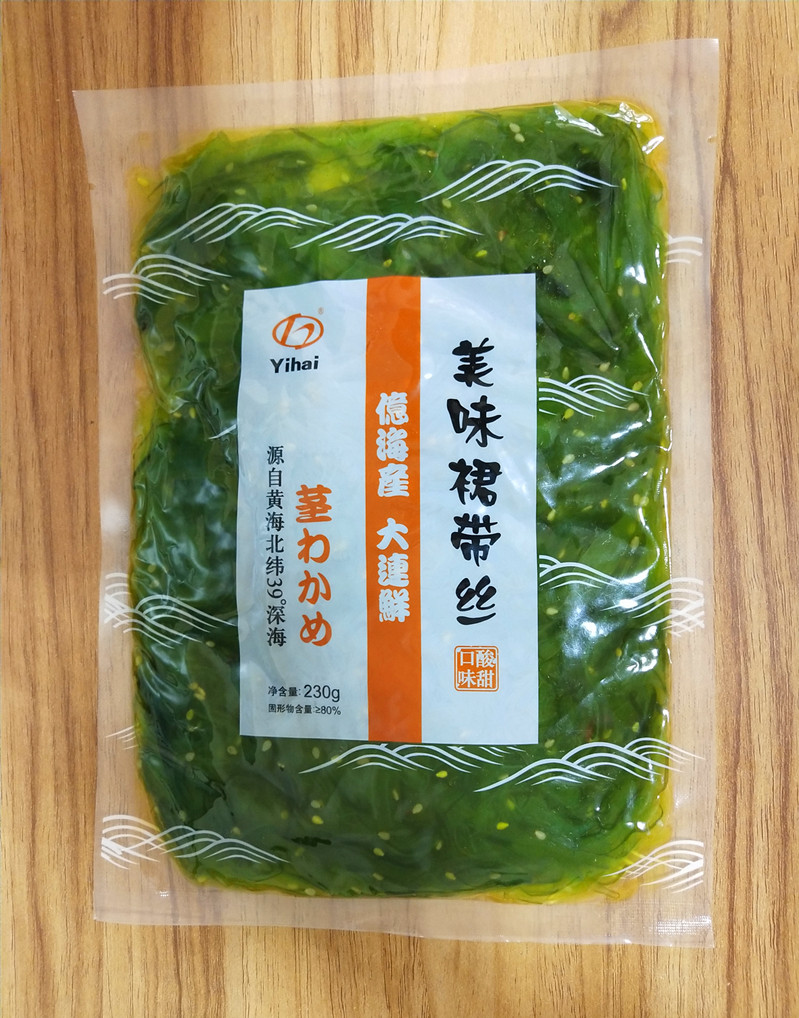 Yihai
美味裙带丝
酸甜
口味
億海産 大連鮮
茎わかめ
源自黄海北纬39°深海
净含量: 230g
固形物含量:≥80%